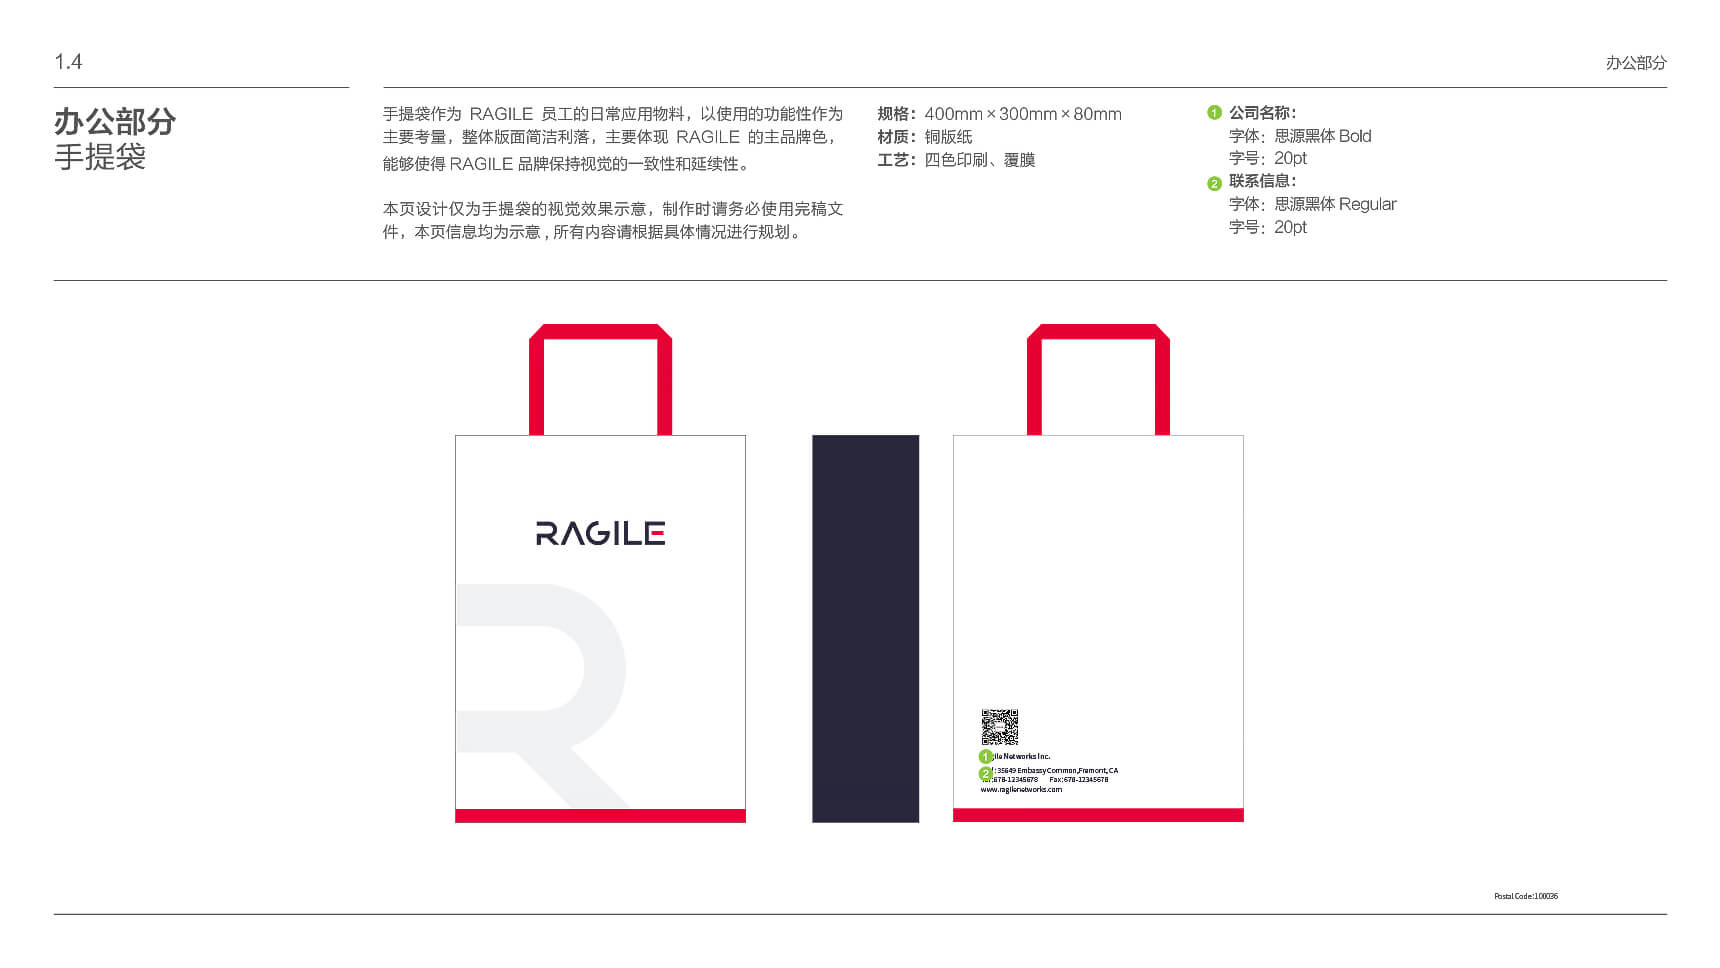 1.4
办公部分
办公部分
手提袋
手提袋作为 RAGILE 员工的日常应用物料，以使用的功能性作为
主要考量，整体版面简洁利落，主要体现 RAGILE 的主品牌色，
能够使得 RAGILE 品牌保持视觉的一致性和延续性。
本页设计仅为手提袋的视觉效果示意，制作时请务必使用完稿文
件，本页信息均为示意 , 所有内容请根据具体情况进行规划。
规格：400mm × 300mm × 80mm
材质：铜版纸
工艺：四色印刷、覆膜
1 公司名称：
字体：思源黑体 Bold
字号：20pt
2 联系信息：
字体：思源黑体 Regular
字号：20pt
RAGILE
R
1 ile Networks Inc.
2 : 35649 Embassy Common,Fremont, CA
:678-12345678 Fax:678-12345678
www.ragilenetworks.com
Postal Code:100036